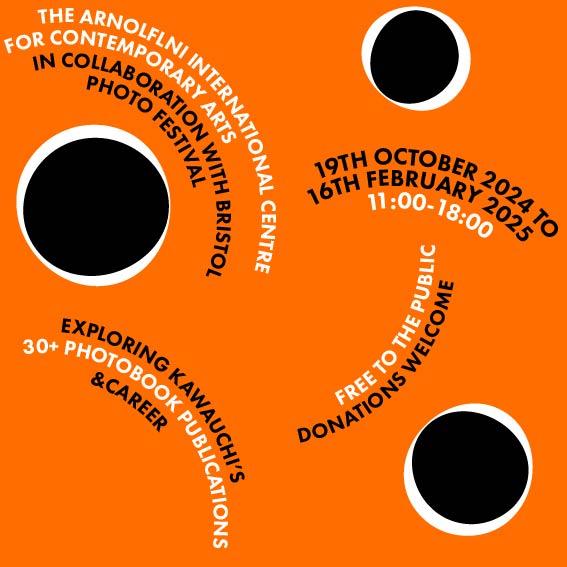 THE ARNOLFLNI INTERNATIONAL CENTRE
FOR CONTEMPORARY ARTS
IN COLLABORATION WITH BRISTOL
PHOTO FESTIVAL
19TH OCTOBER 2024 TO
16TH FEBRUARY 2025
11:00-18:00
FREE TO THE PUBLIC
DONATIONS WELCOME
EXPLORING KAWAUCHI'S
30+ PHOTOBOOK PUBLICATIONS
&CAREER